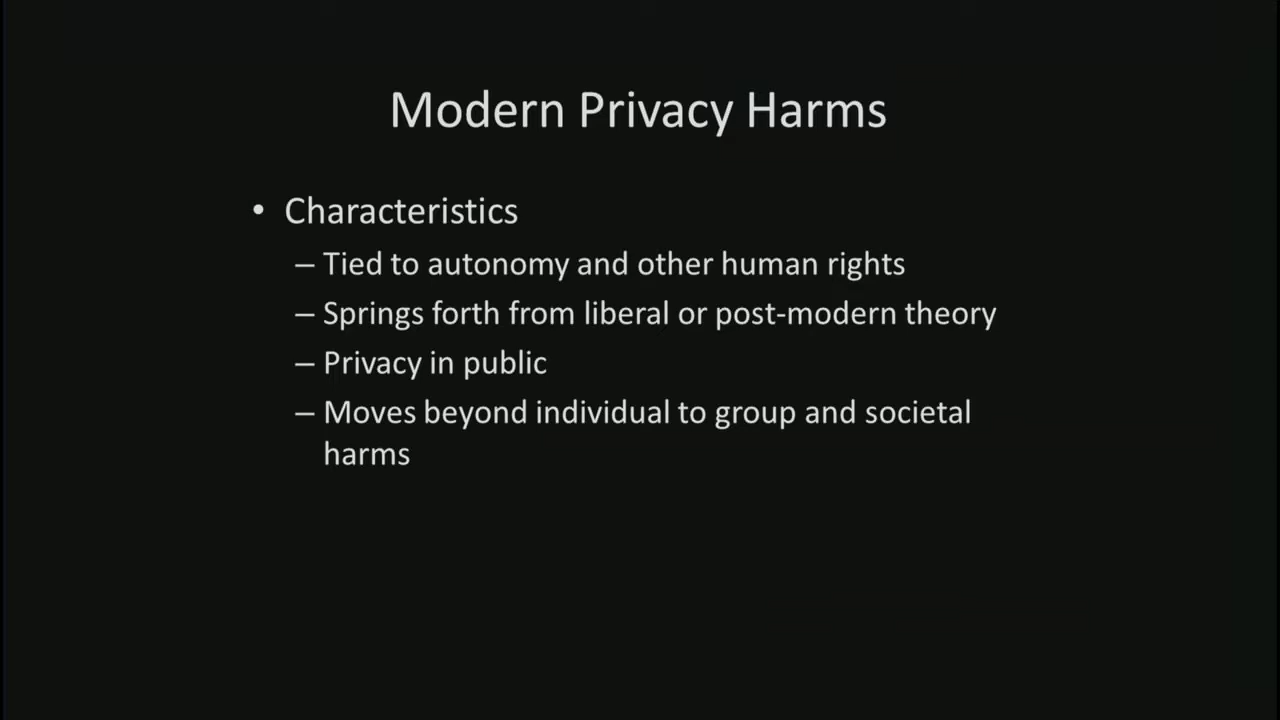 Modern Privacy Harms
• Characteristics
– Tied to autonomy and other human rights
– Springs forth from liberal or post-modern theory
– Privacy in public
– Moves beyond individual to group and societal
harms